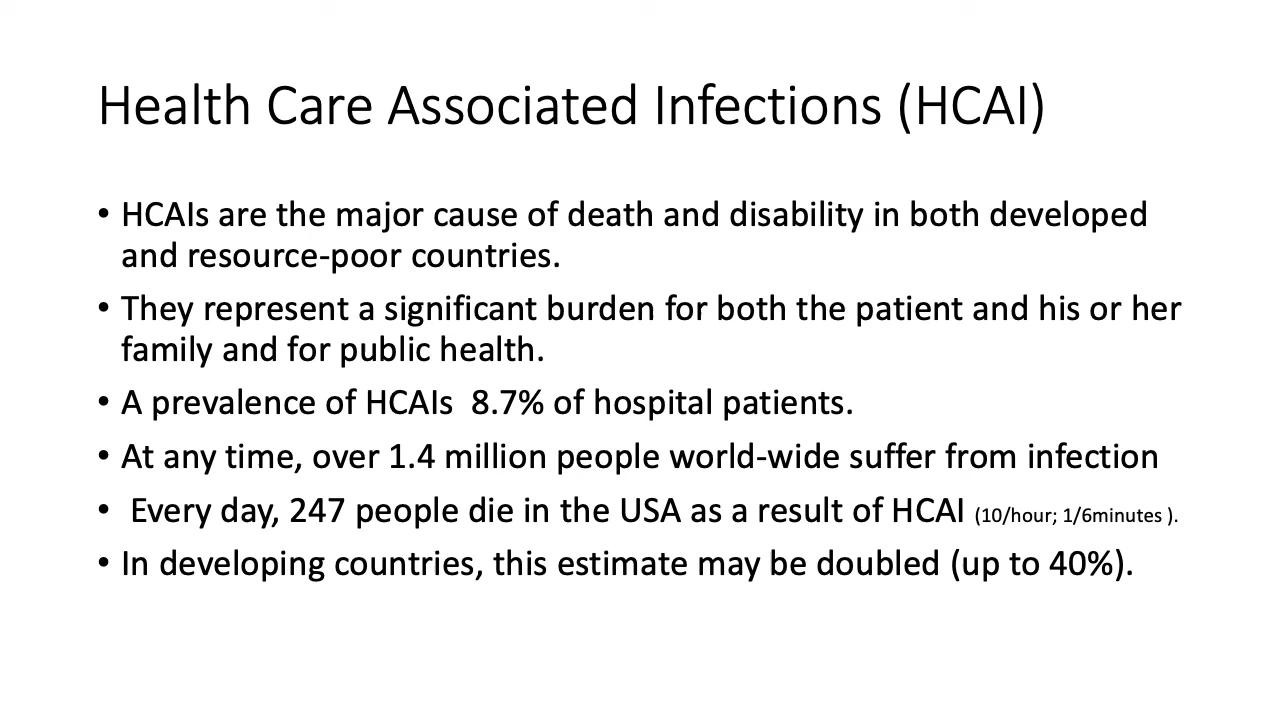 Health Care Associated Infections (HCAI)
• HCAIs are the major cause of death and disability in both developed
and resource-poor countries.
• They represent a significant burden for both the patient and his or her
family and for public health.
• A prevalence of HCAIs  8.7% of hospital patients.
• At any time, over 1.4 million people world-wide suffer from infection
•  Every day, 247 people die in the USA as a result of HCAI (10/hour; 1/6minutes ).
• In developing countries, this estimate may be doubled (up to 40%).